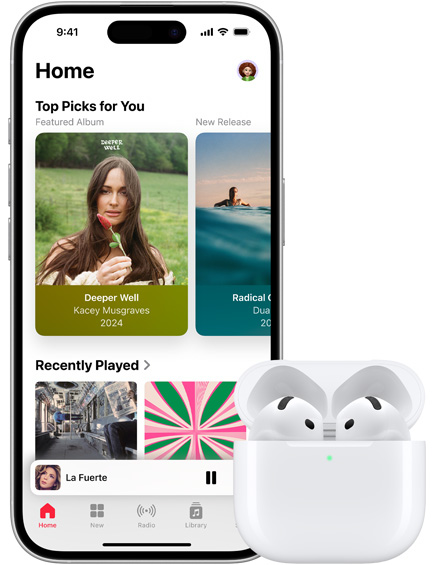 9:41
Home
Top Picks for You
Featured Album
New Release
DEEPER
WELL
Deeper Well
Kacey Musgraves
2024
Radical
Dua
20
Recently Played
La Fuerte
Home
New
Radio
Library